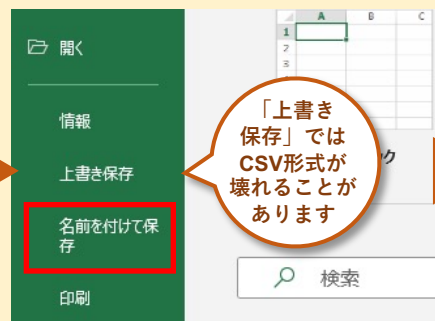 開く
情報
上書き保存
名前を付けて保
存
印刷
A B C
1
2
3
「上書き
保存」では
CSV形式が
壊れることが
あります
ク
検索